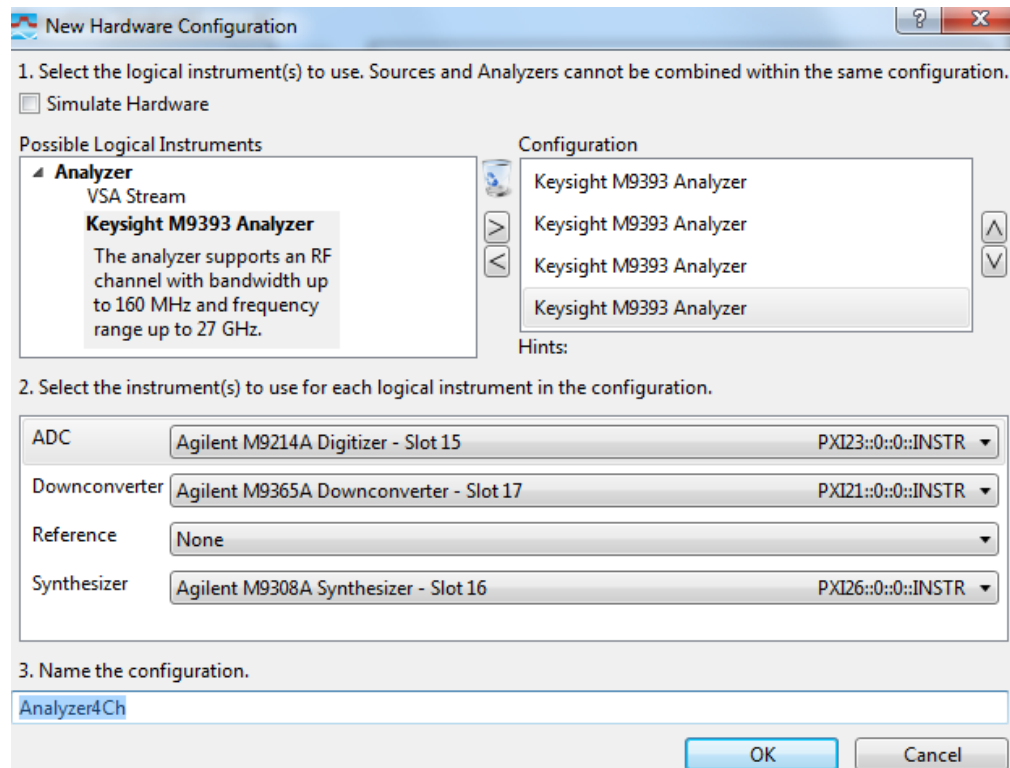 New Hardware Configuration
1. Select the logical instrument(s) to use. Sources and Analyzers cannot be combined within the same configuration.
Simulate Hardware
Possible Logical Instruments
Configuration
Analyzer
VSA Stream
Keysight M9393 Analyzer
The analyzer supports an RF
channel with bandwidth up
to 160 MHz and frequency
range up to 27 GHz.
>
<
Keysight M9393 Analyzer
Keysight M9393 Analyzer
Keysight M9393 Analyzer
Keysight M9393 Analyzer
Hints:
2. Select the instrument(s) to use for each logical instrument in the configuration.
ADC Agilent M9214A Digitizer - Slot 15 PXI23::0::0::INSTR
Downconverter Agilent M9365A Downconverter - Slot 17 PXI21::0::0::INSTR
Reference None
Synthesizer Agilent M9308A Synthesizer - Slot 16 PXI26::0::0::INSTR
3. Name the configuration.
Analyzer4Ch
OK Cancel